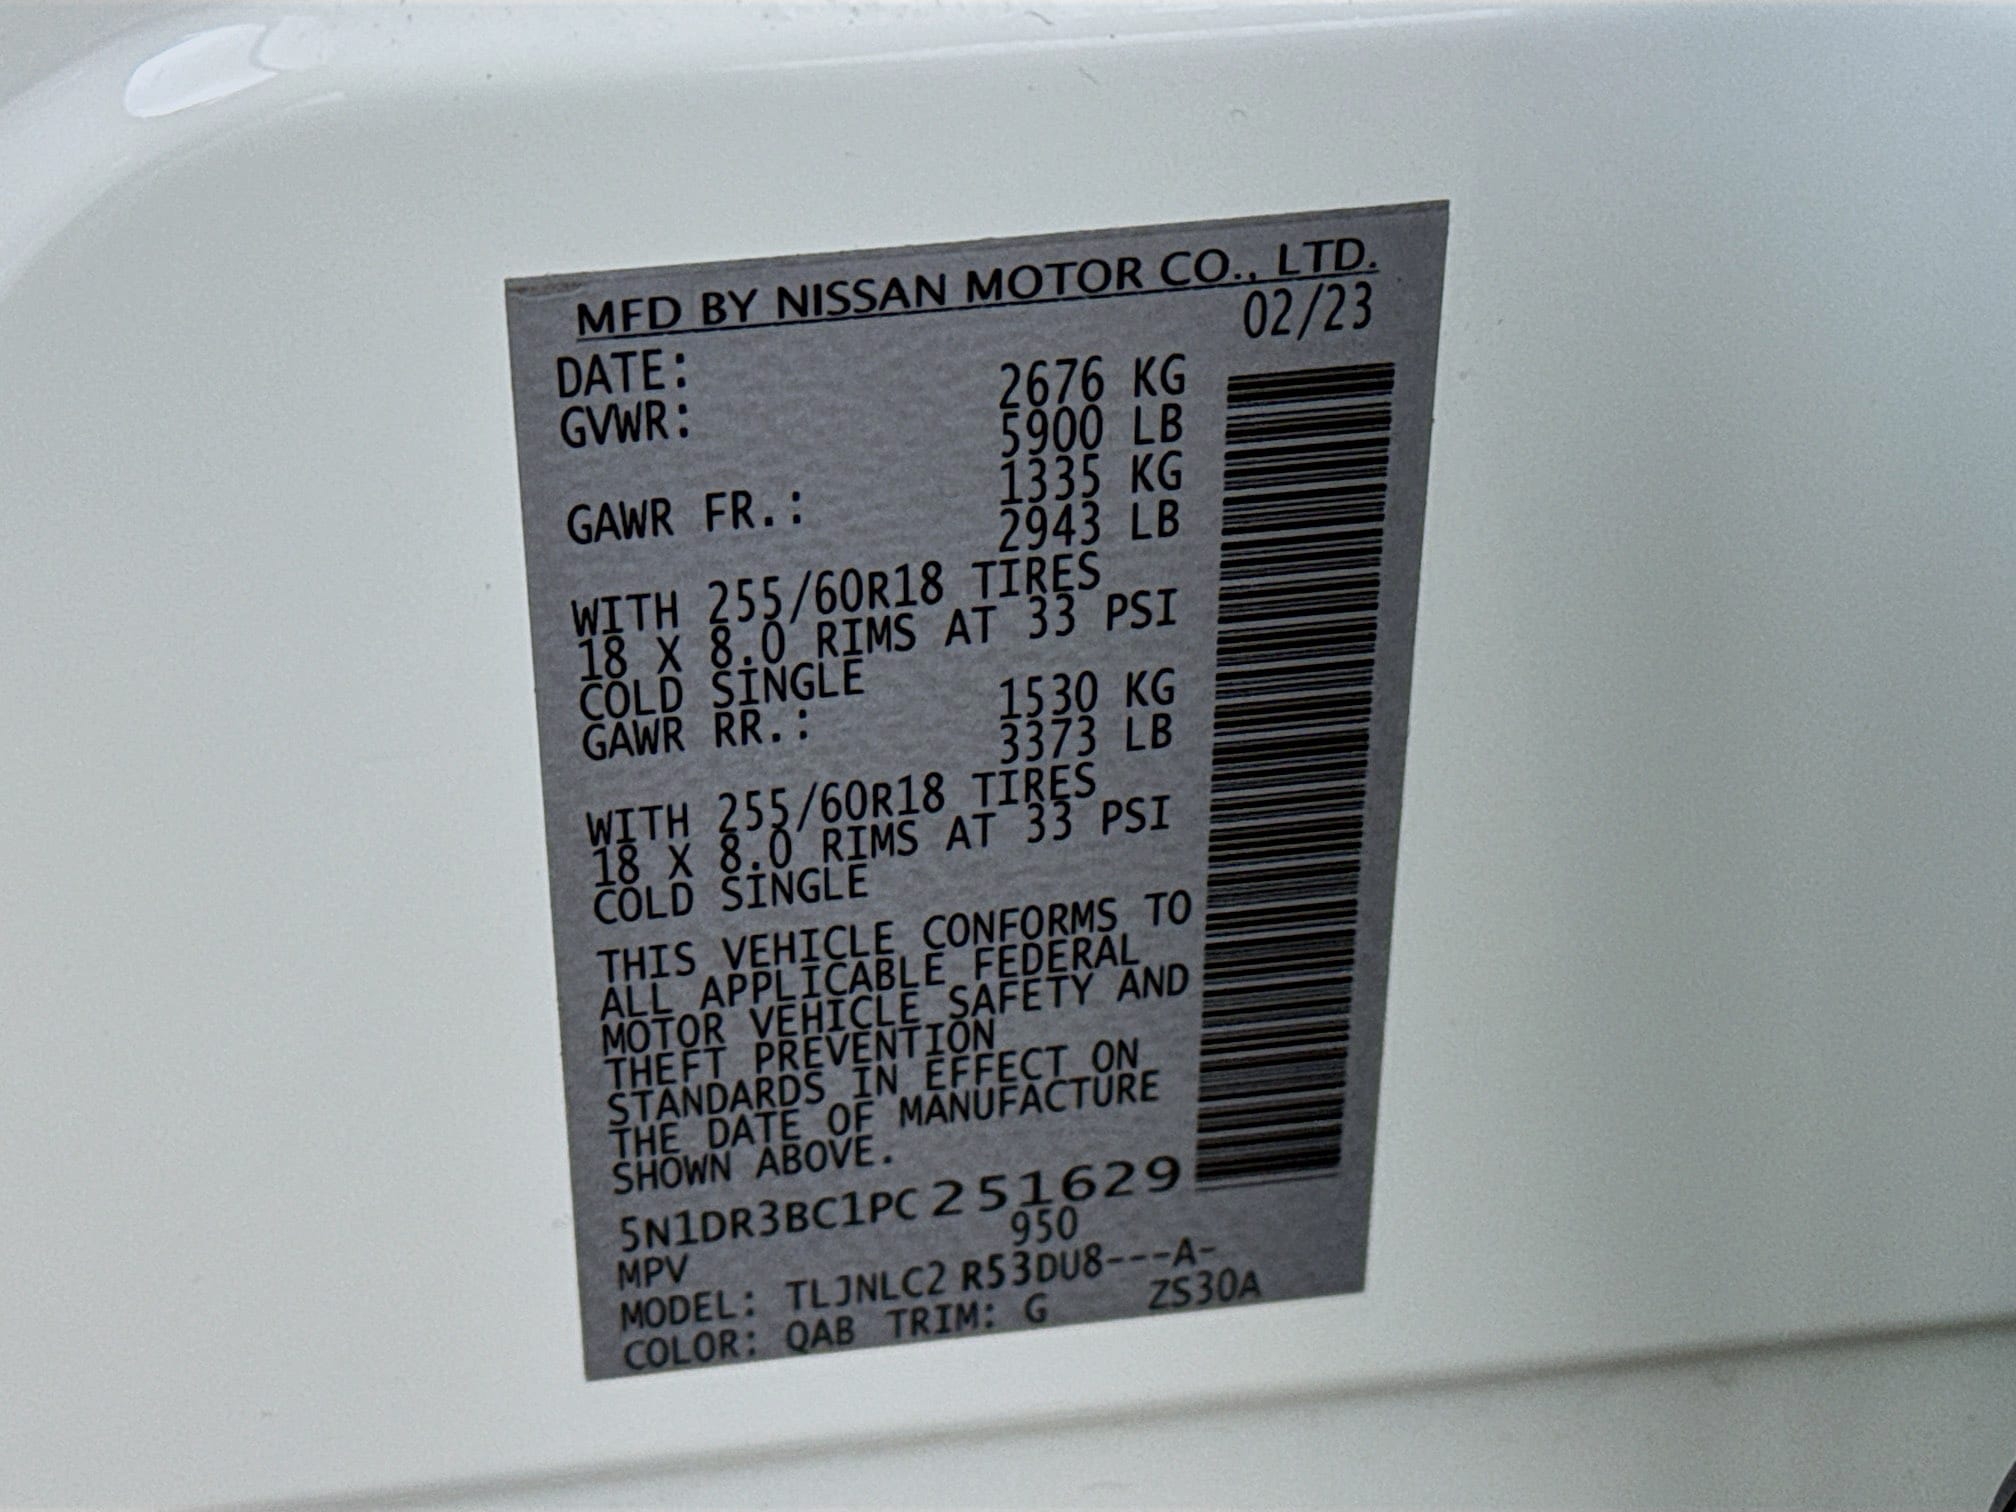 MFD BY NISSAN MOTOR CO., LTD.
DATE: 02/23
GVWR: 2676 KG
5900 LB
GAWR FR.: 1335 KG
2943 LB
WITH 255/60R18 TIRES
18 X 8.0 RIMS AT 33 PSI
COLD SINGLE
GAWR RR.: 1530 KG
3373 LB
WITH 255/60R18 TIRES
18 X 8.0 RIMS AT 33 PSI
COLD SINGLE
THIS VEHICLE CONFORMS TO
ALL APPLICABLE FEDERAL
MOTOR VEHICLE SAFETY AND
THEFT PREVENTION
STANDARDS IN EFFECT ON
THE DATE OF MANUFACTURE
SHOWN ABOVE.
5N1DR3BC1PC251629
MPV 950
MODEL: TLJNLC2 R53DU8---A-
COLOR: QAB TRIM: G ZS30A